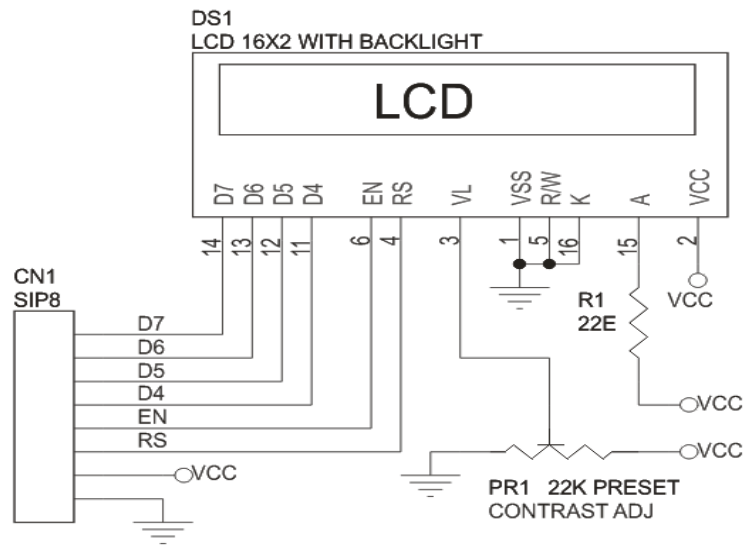 DS1
LCD 16X2 WITH BACKLIGHT
LCD
D7 D6 D5 D4 EN RS VL VSS R/W K A VCC
14 13 12 11 6 4 3 1 5 16 15 2
CN1
SIP8
R1
22E
VCC
D7
D6
D5
D4
VCC
EN
RS
VCC
VCC
PR1 22K PRESET
CONTRAST ADJ